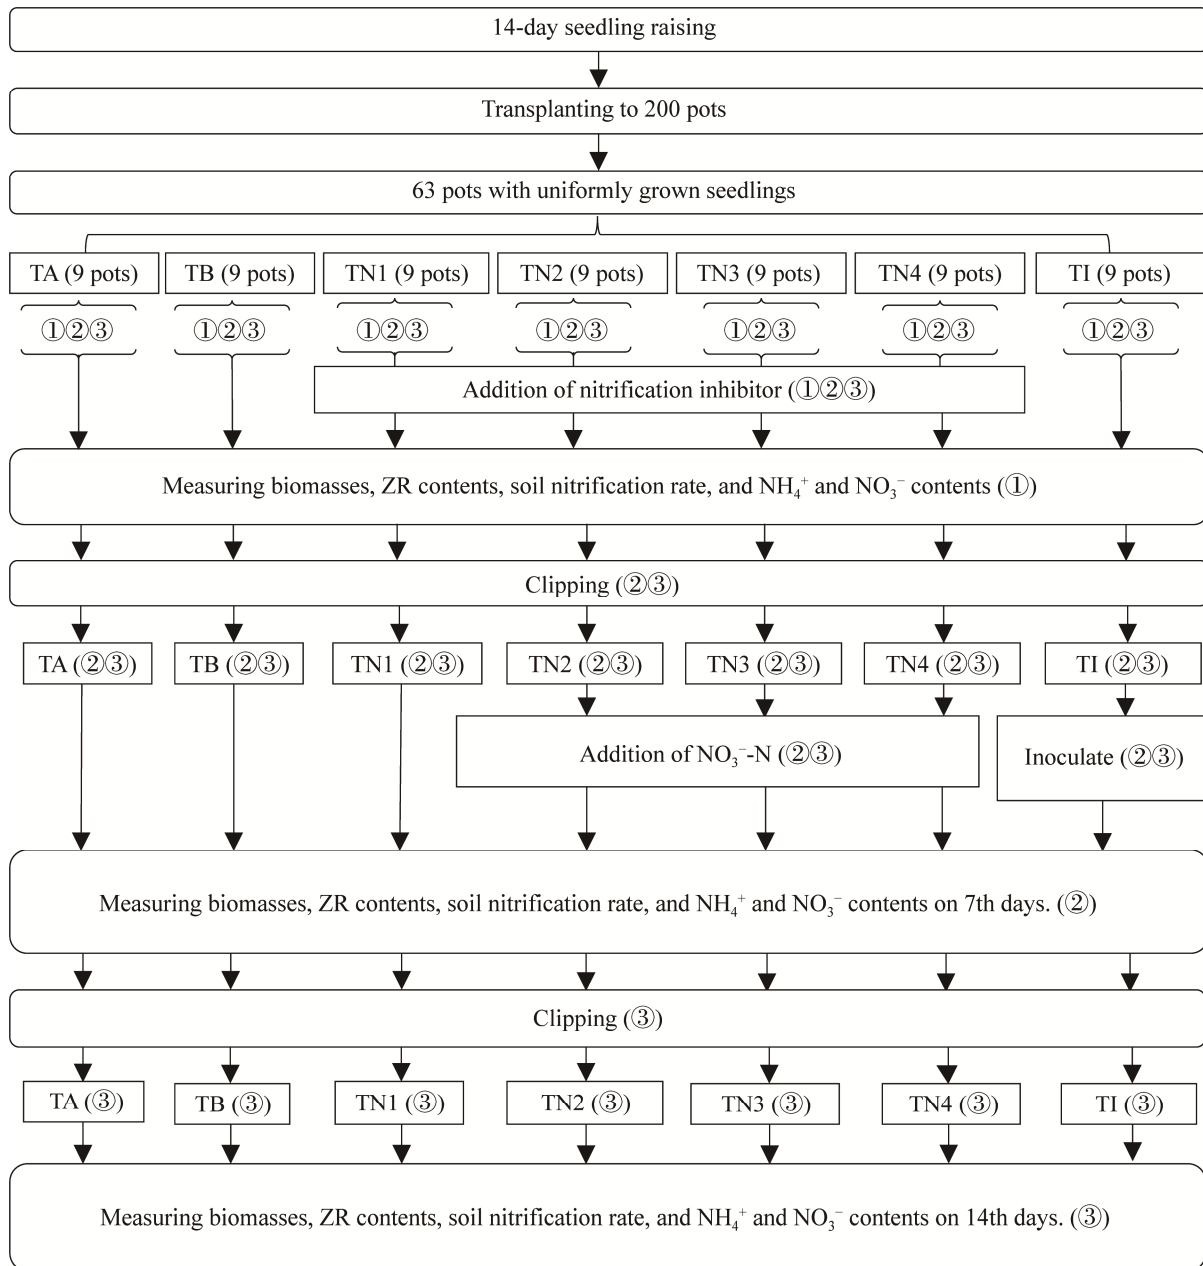 14-day seedling raising
Transplanting to 200 pots
63 pots with uniformly grown seedlings
TA (9 pots) TB (9 pots) TN1 (9 pots) TN2 (9 pots) TN3 (9 pots) TN4 (9 pots) TI (9 pots)
①②③ ①②③ ①②③ ①②③ ①②③ ①②③ ①②③
Addition of nitrification inhibitor (①②③)
Measuring biomasses, ZR contents, soil nitrification rate, and NH₄⁺ and NO₃⁻ contents (①)
Clipping (②③)
TA (②③) TB (②③) TN1 (②③) TN2 (②③) TN3 (②③) TN4 (②③) TI (②③)
Addition of NO₃⁻-N (②③) Inoculate (②③)
Measuring biomasses, ZR contents, soil nitrification rate, and NH₄⁺ and NO₃⁻ contents on 7th days. (②)
Clipping (③)
TA (③) TB (③) TN1 (③) TN2 (③) TN3 (③) TN4 (③) TI (③)
Measuring biomasses, ZR contents, soil nitrification rate, and NH₄⁺ and NO₃⁻ contents on 14th days. (③)